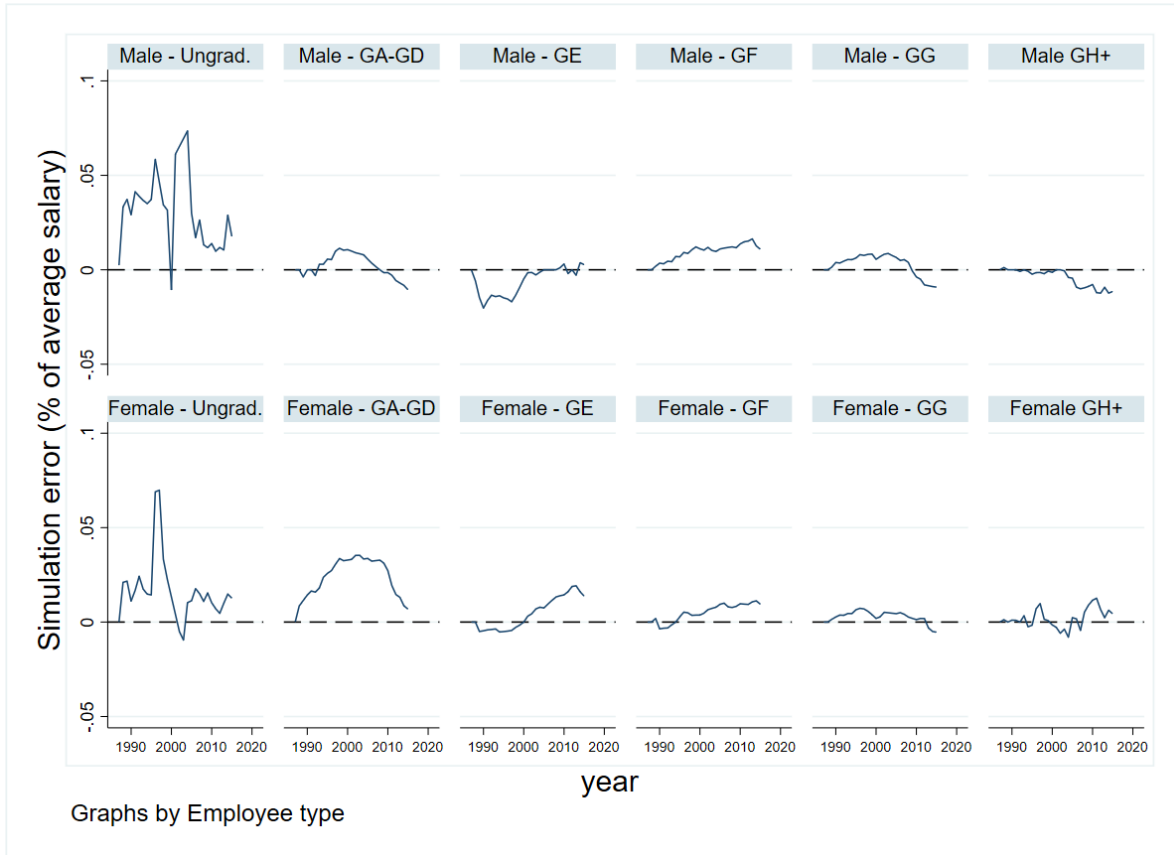 Male - Ungrad.
Male - GA-GD
Male - GE
Male - GF
Male - GG
Male GH+
.1
.05
0
-.05
Female - Ungrad.
Female - GA-GD
Female - GE
Female - GF
Female - GG
Female GH+
.1
.05
0
-.05
1990 2000 2010 2020
1990 2000 2010 2020
1990 2000 2010 2020
1990 2000 2010 2020
1990 2000 2010 2020
1990 2000 2010 2020
Simulation error (% of average salary)
year
Graphs by Employee type